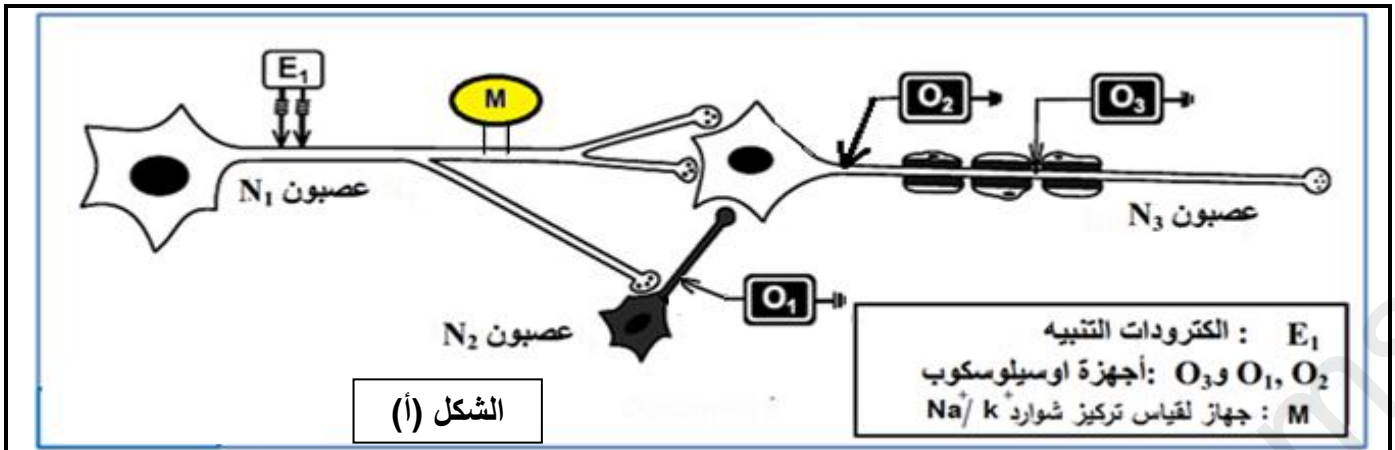 E₁
M
O₂
O₃
عصبون N₁
عصبون N₃
O₁
عصبون N₂
E₁ : الكترودات التنبيه
O₁, O₂ وO₃ :أجهزة اوسيلوسكوب
M : جهاز لقياس تركيز شوارد Na⁺/ k⁺
الشكل (أ)